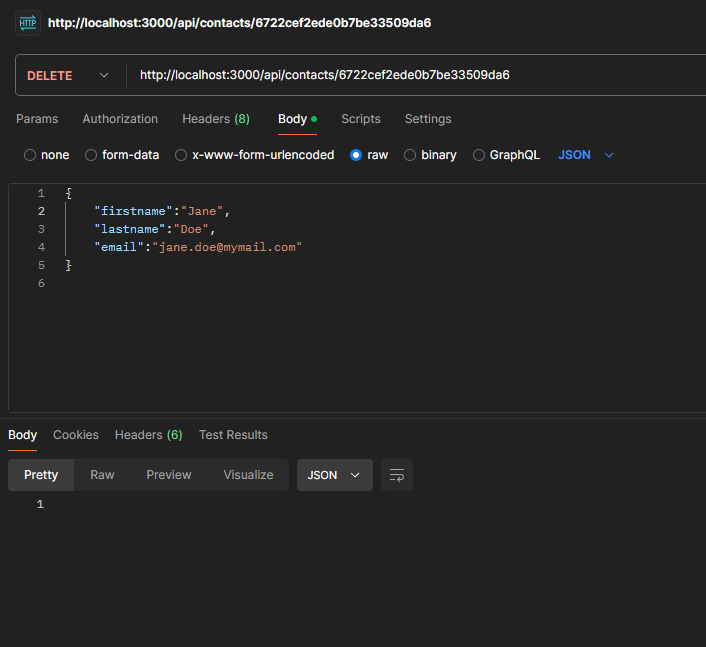 HTTP http://localhost:3000/api/contacts/6722cef2ede0b7be33509da6
DELETE http://localhost:3000/api/contacts/6722cef2ede0b7be33509da6
Params Authorization Headers (8) Body Scripts Settings
none form-data x-www-form-urlencoded raw binary GraphQL JSON
1 {
2 "firstname":"Jane",
3 "lastname":"Doe",
4 "email":"jane.doe@mymail.com"
5 }
6
Body Cookies Headers (6) Test Results
Pretty Raw Preview Visualize JSON
1